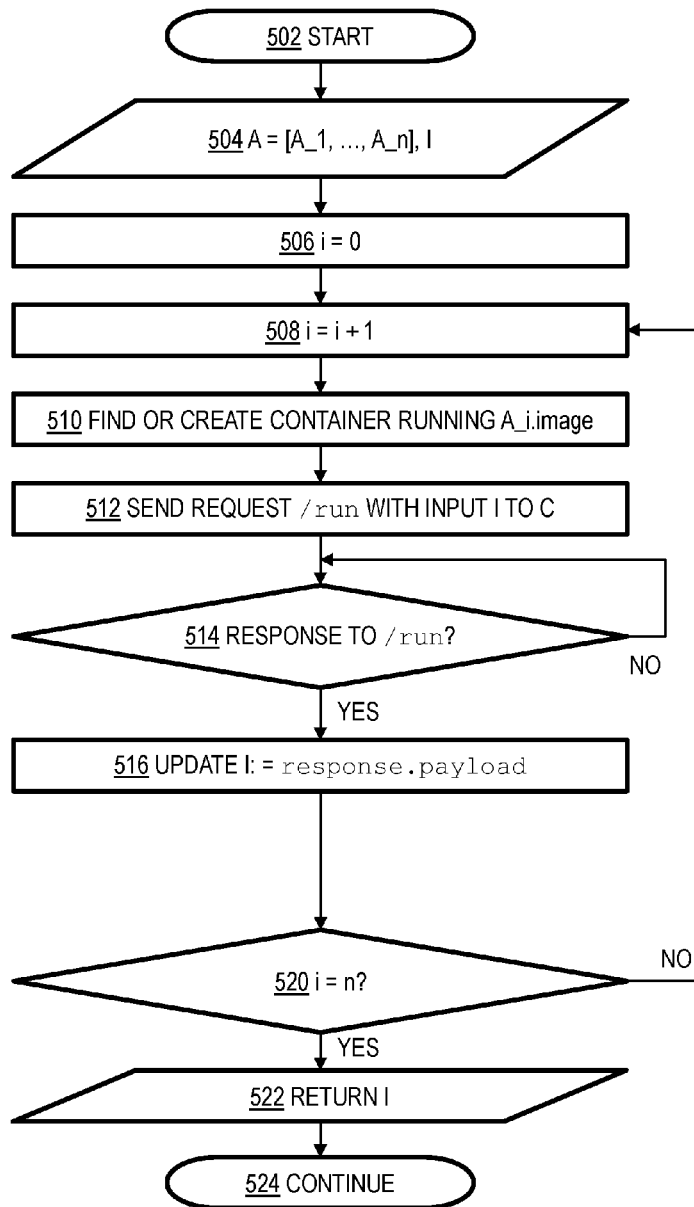 502 START
504 A = [A_1, ..., A_n], I
506 i = 0
508 i = i + 1
510 FIND OR CREATE CONTAINER RUNNING A_i.image
512 SEND REQUEST /run WITH INPUT I TO C
514 RESPONSE TO /run?
NO
YES
516 UPDATE I: = response.payload
520 i = n?
NO
YES
522 RETURN I
524 CONTINUE